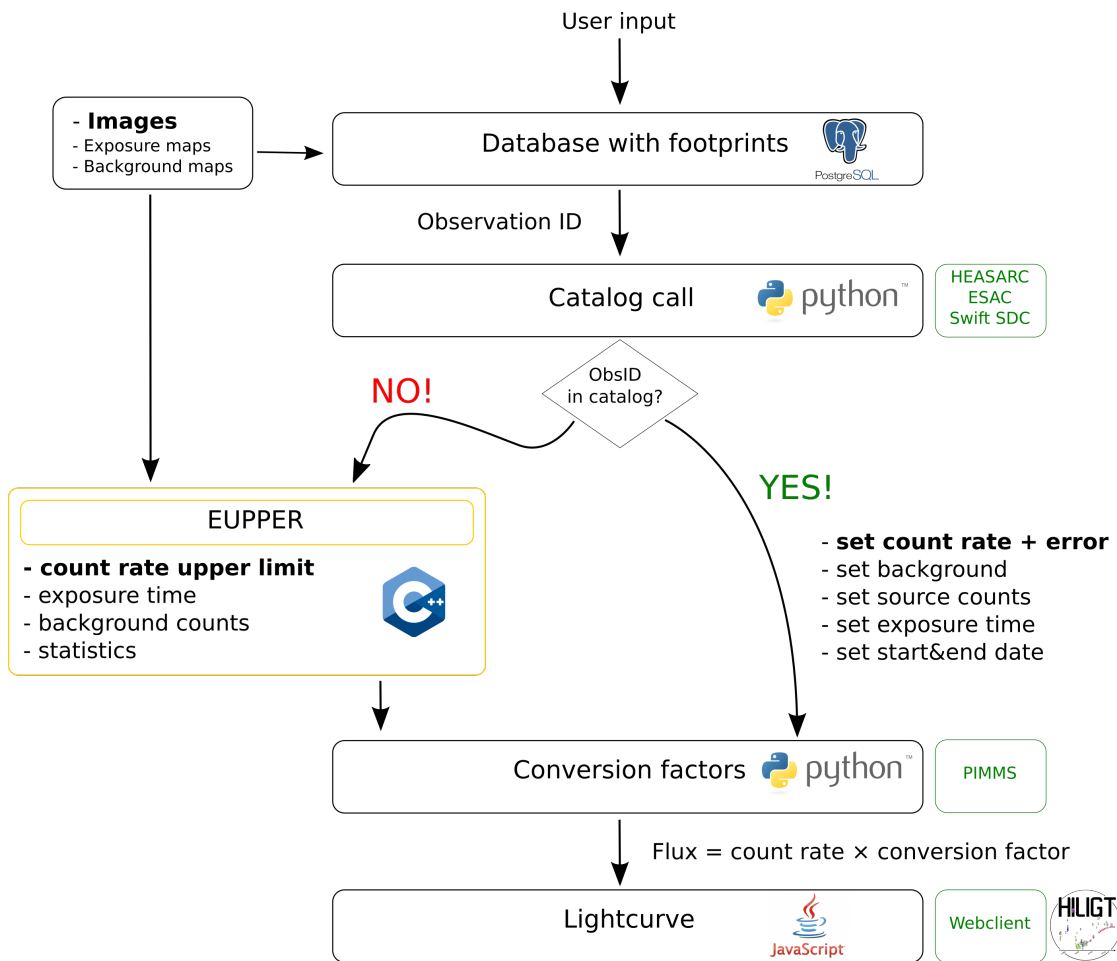 User input
- Images
- Exposure maps
- Background maps
Database with footprints
PostgreSQL
Observation ID
Catalog call
python™
HEASARC
ESAC
Swift SDC
ObsID
in catalog?
NO!
YES!
EUPPER
- count rate upper limit
- exposure time
- background counts
- statistics
C++
- set count rate + error
- set background
- set source counts
- set exposure time
- set start&end date
Conversion factors
python™
PIMMS
Flux = count rate × conversion factor
Lightcurve
JavaScript
Webclient
HILIGT